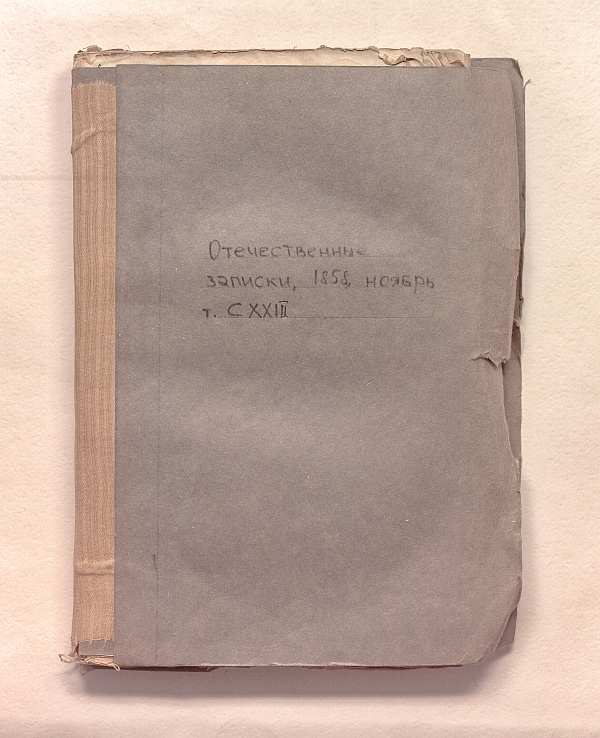 Отечественные
записки, 1858, ноябрь
т. CXXIII